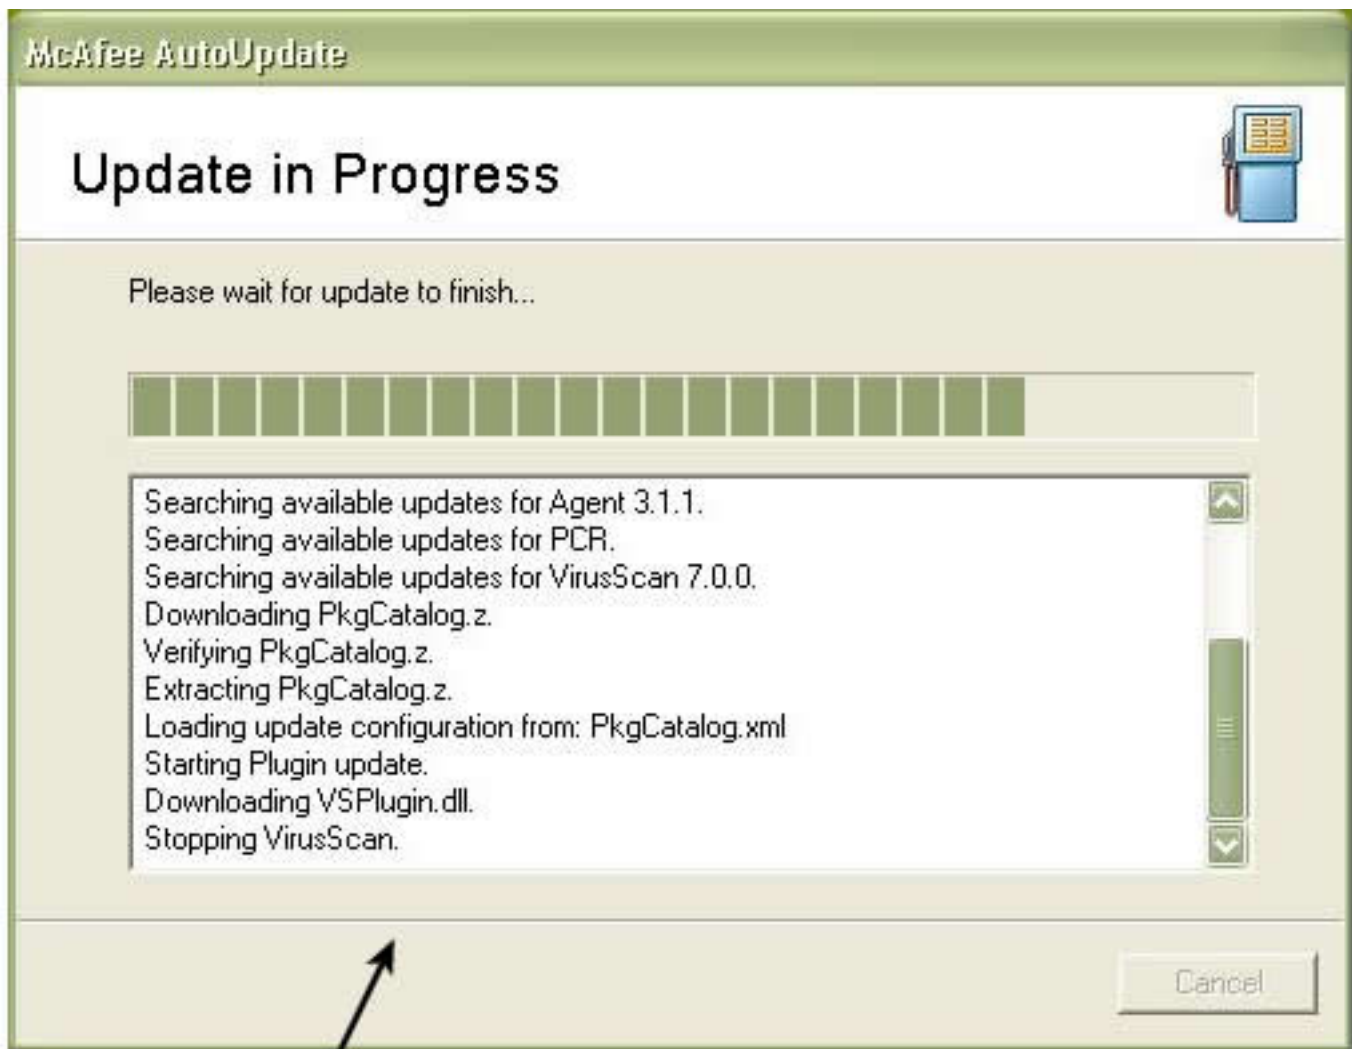 McAfee AutoUpdate
Update in Progress
Please wait for update to finish...
Searching available updates for Agent 3.1.1.
Searching available updates for PCR.
Searching available updates for VirusScan 7.0.0.
Downloading PkgCatalog.z.
Verifying PkgCatalog.z.
Extracting PkgCatalog.z.
Loading update configuration from: PkgCatalog.xml
Starting Plugin update.
Downloading VSPlugin.dll.
Stopping VirusScan.
Cancel